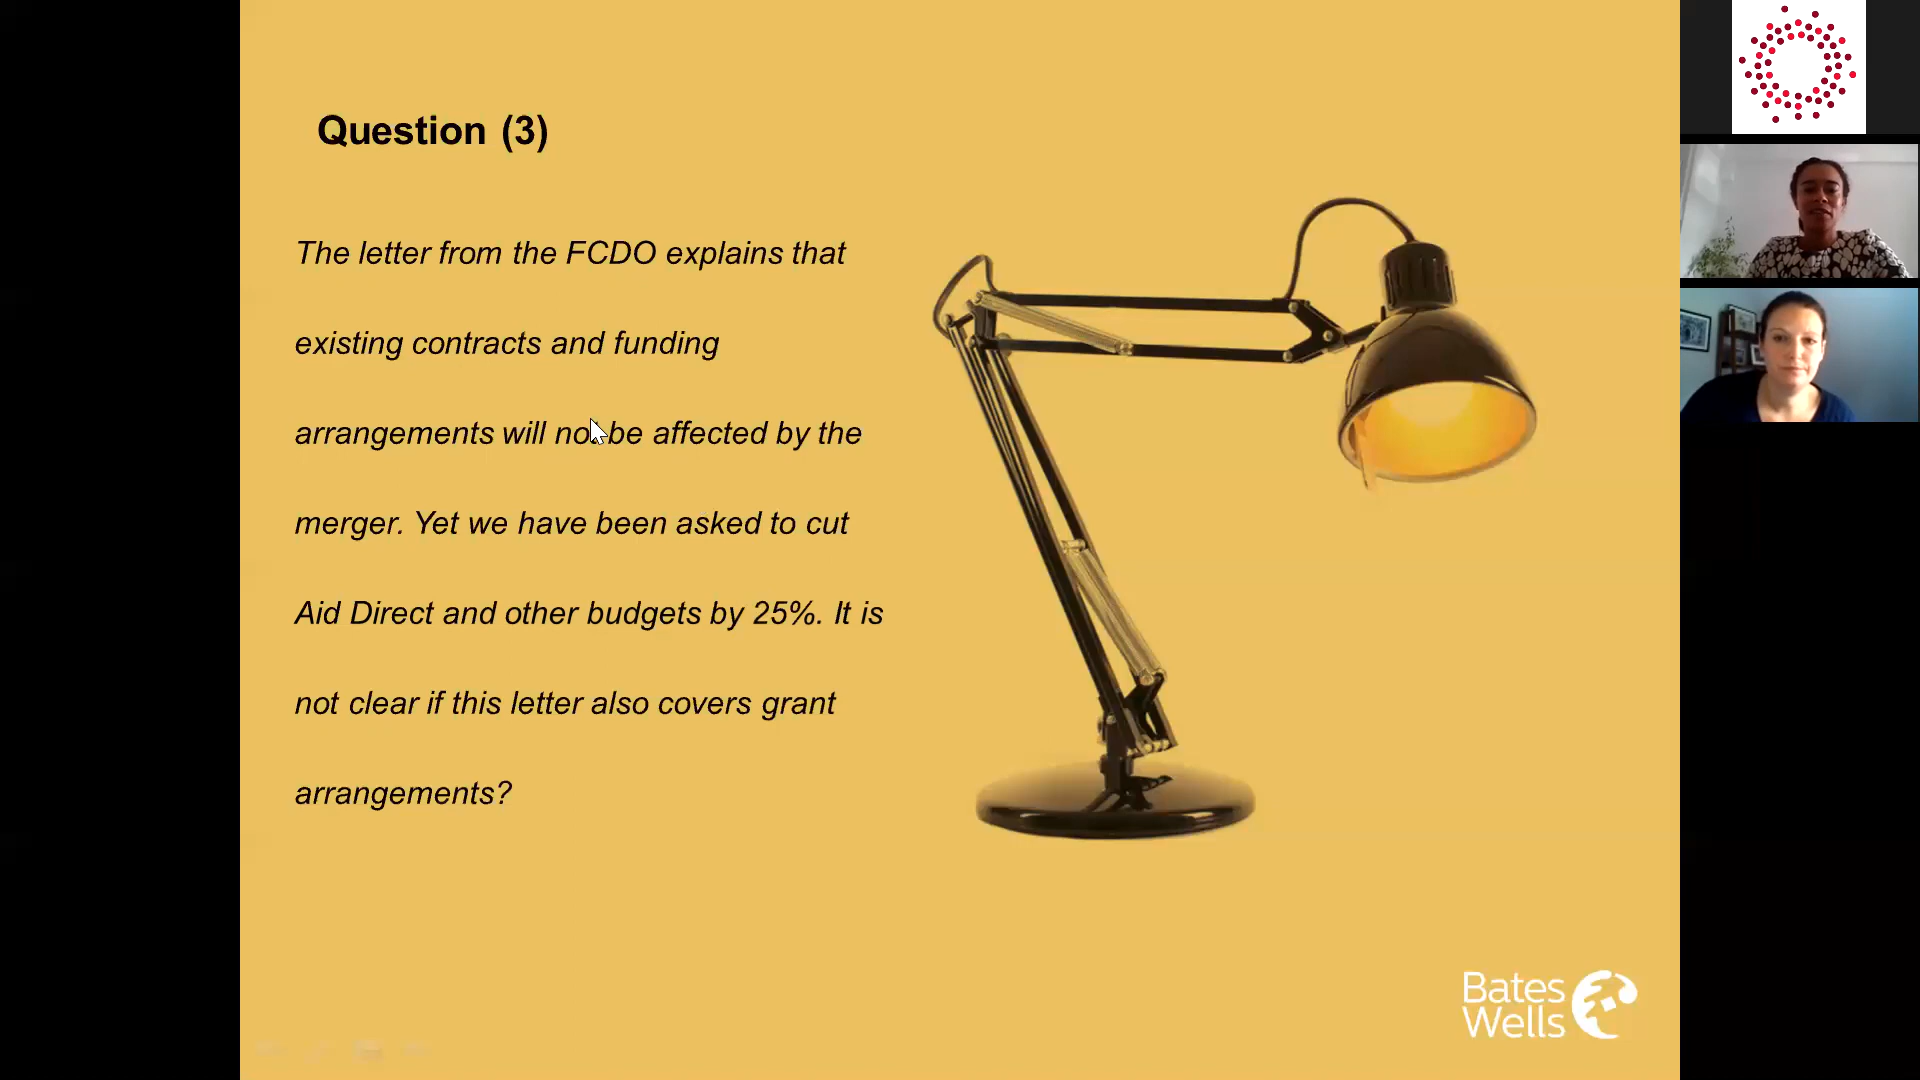 Question (3)
The letter from the FCDO explains that
existing contracts and funding
arrangements will not be affected by the
merger. Yet we have been asked to cut
Aid Direct and other budgets by 25%. It is
not clear if this letter also covers grant
arrangements?
Bates
Wells